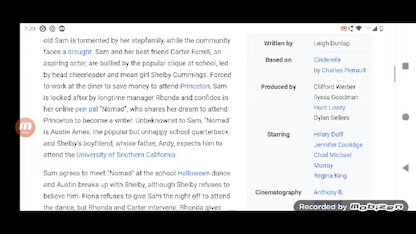 7:39
old Sam is tormented by her stepfamily, while the community
faces a drought. Sam and her best friend Carter Farrell, an
aspiring actor, are bullied by the popular clique at school, led
by head cheerleader and mean girl Shelby Cummings. Forced
to work at the diner to save money to attend Princeton, Sam
is looked after by longtime manager Rhonda and confides in
her online pen pal "Nomad", who shares her dream to attend
Princeton to become a writer. Unbeknownst to Sam, "Nomad"
is Austin Ames, the popular but unhappy school quarterback
and Shelby's boyfriend, whose father, Andy, expects him to
attend the University of Southern California.
Sam agrees to meet "Nomad" at the school Halloween
dance and Austin breaks up with Shelby, although Shelby refuses to
believe him. Fiona refuses to give Sam the night off to attend
the dance, but Rhonda and Carter intervene. Rhonda gives
Written by
Leigh Dunlap
Based on
Cinderella
by Charles Perrault
Produced by
Clifford Werber
Ilyssa Goodman
Hunt Lowry
Dylan Sellers
Starring
Hilary Duff
Jennifer Coolidge
Chad Michael
Murray
Regina King
Cinematography
Anthony B.
Recorded by
MOBIZEN